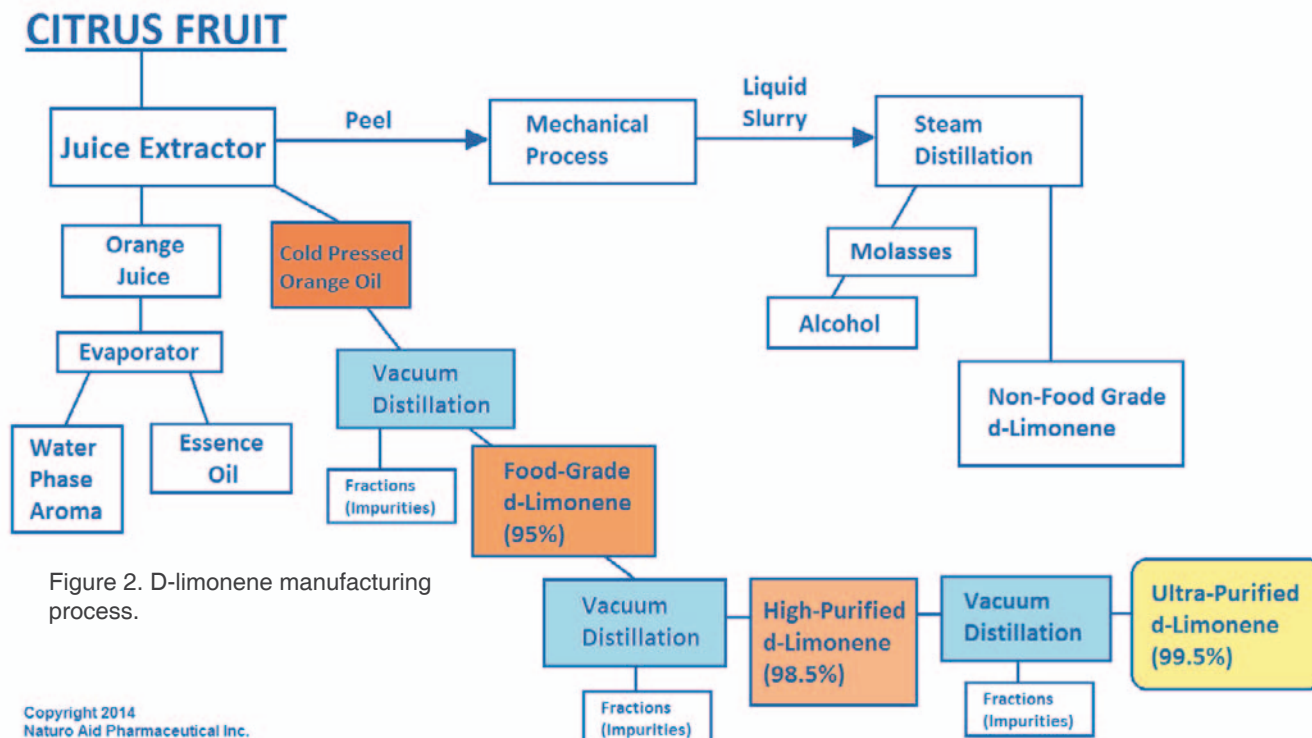 CITRUS FRUIT
Juice Extractor
Peel
Mechanical
Process
Liquid
Slurry
Steam
Distillation
Orange
Juice
Cold Pressed
Orange Oil
Molasses
Alcohol
Evaporator
Vacuum
Distillation
Non-Food Grade
d-Limonene
Water
Phase
Aroma
Essence
Oil
Fractions
(Impurities)
Food-Grade
d-Limonene
(95%)
Figure 2. D-limonene manufacturing
process.
Vacuum
Distillation
High-Purified
d-Limonene
(98.5%)
Vacuum
Distillation
Ultra-Purified
d-Limonene
(99.5%)
Fractions
(Impurities)
Fractions
(Impurities)
Copyright 2014
Naturo Aid Pharmaceutical Inc.